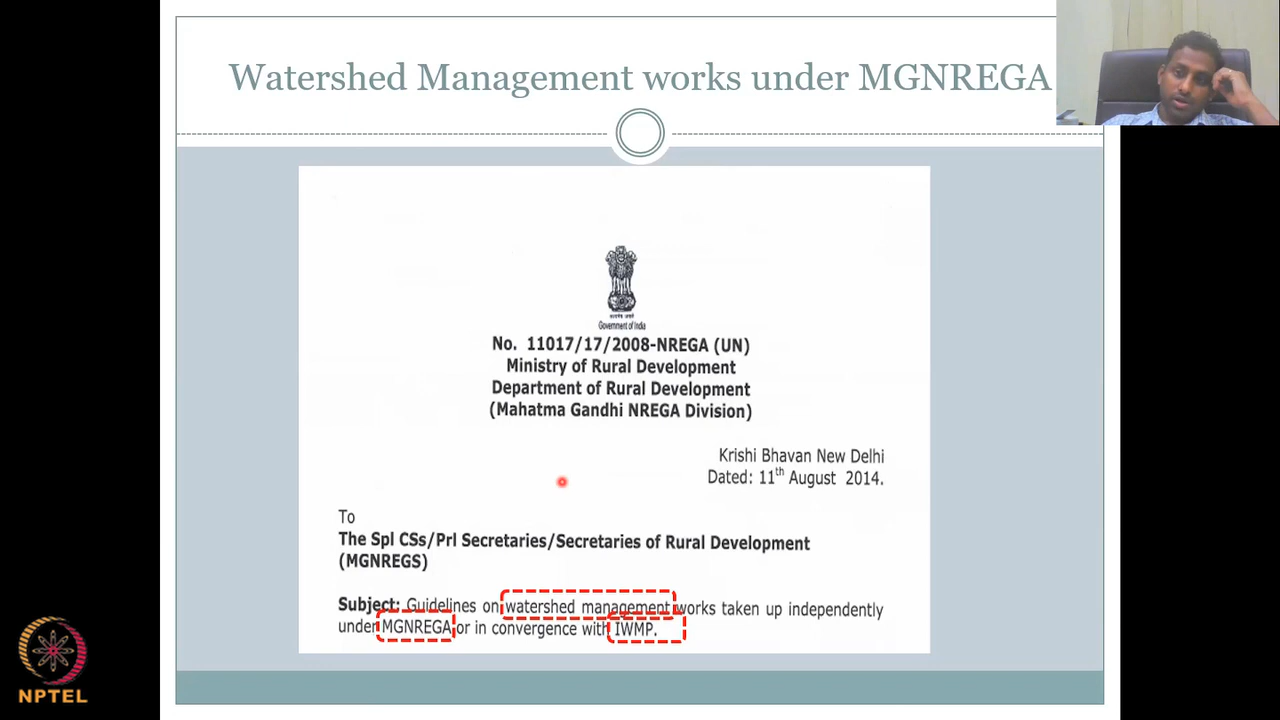 Watershed Management works under MGNREGA
Government of India
No. 11017/17/2008-NREGA (UN)
Ministry of Rural Development
Department of Rural Development
(Mahatma Gandhi NREGA Division)
Krishi Bhavan New Delhi
Dated: 11th August 2014.
To
The Spl CSs/Prl Secretaries/Secretaries of Rural Development
(MGNREGS)
Subject: Guidelines on watershed management works taken up independently
under MGNREGA or in convergence with IWMP.
NPTEL